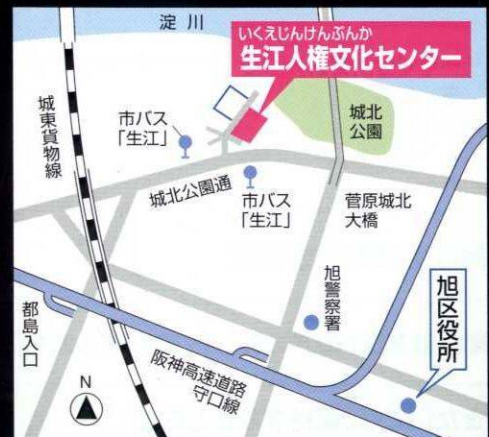 淀川
いくえじんけんぶんか
生江人権文化センター
城東貨物線
市バス
「生江」
城北
公園
城北公園通
市バス
「生江」
菅原城北
大橋
旭警察署
旭区役所
都島入口
阪神高速道路
守口線
N